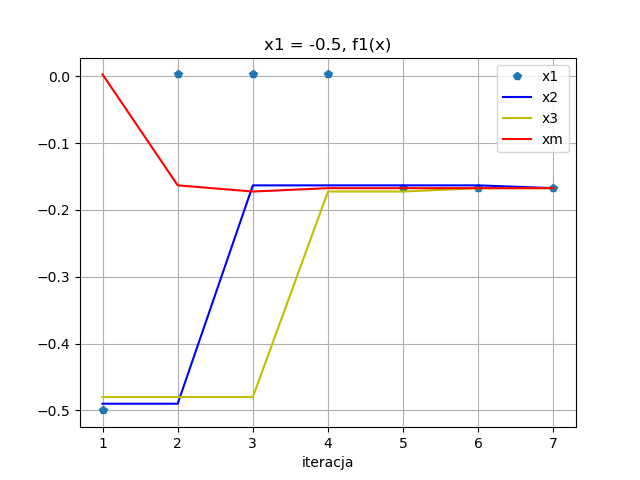 x1 = -0.5, f1(x)
0.0
−0.1
−0.2
−0.3
−0.4
−0.5
x1
x2
x3
xm
1 2 3 4 5 6 7
iteracja